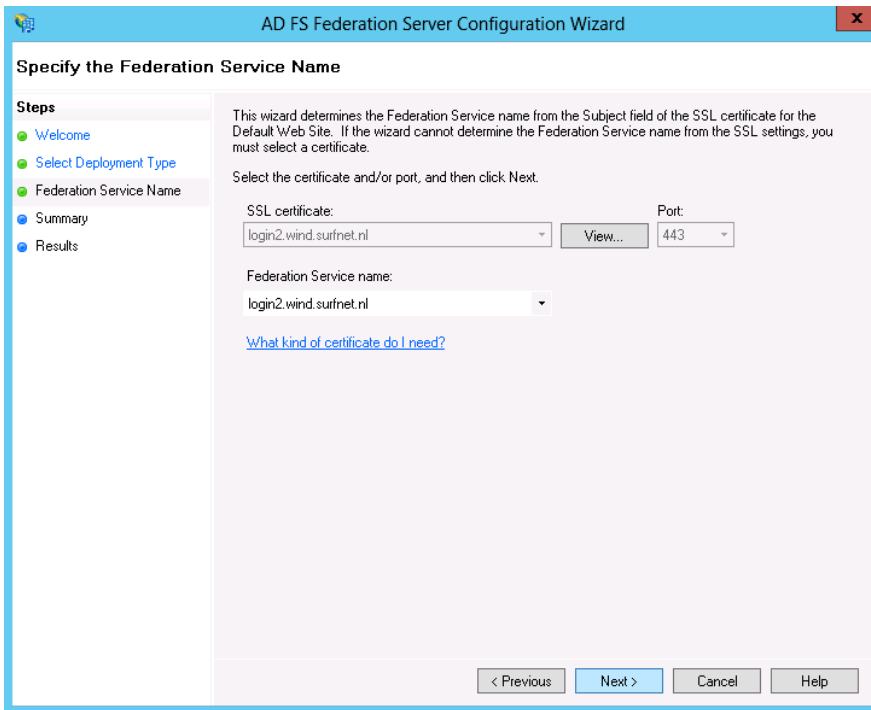 AD FS Federation Server Configuration Wizard
x
Specify the Federation Service Name
Steps
Welcome
Select Deployment Type
Federation Service Name
Summary
Results
This wizard determines the Federation Service name from the Subject field of the SSL certificate for the
Default Web Site. If the wizard cannot determine the Federation Service name from the SSL settings, you
must select a certificate.
Select the certificate and/or port, and then click Next.
SSL certificate: Port:
login2.wind.surfnet.nl View... 443
Federation Service name:
login2.wind.surfnet.nl
What kind of certificate do I need?
< Previous Next > Cancel Help